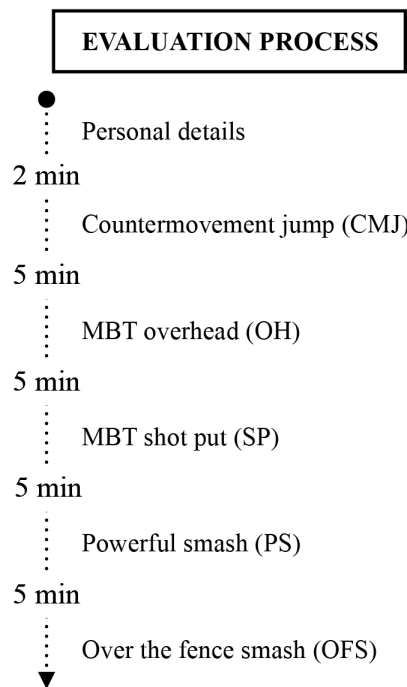 EVALUATION PROCESS
Personal details
2 min
Countermovement jump (CMJ)
5 min
MBT overhead (OH)
5 min
MBT shot put (SP)
5 min
Powerful smash (PS)
5 min
Over the fence smash (OFS)